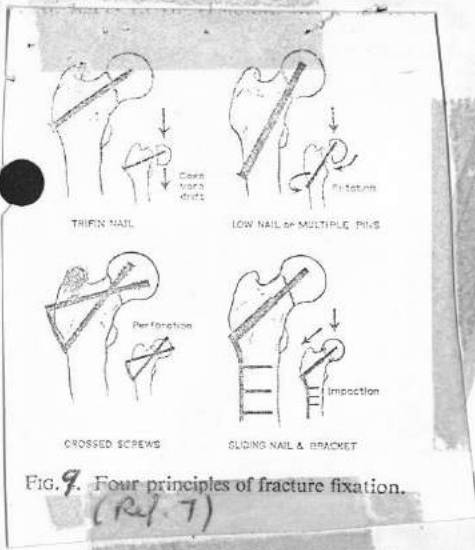 Coxa
vara
drift
Rotation
TRIFIN NAIL
LOW NAIL or MULTIPLE PINS
Perforation
Impaction
CROSSED SCREWS
SLIDING NAIL & BRACKET
FIG. 9. Four principles of fracture fixation.
(Ref. 7)